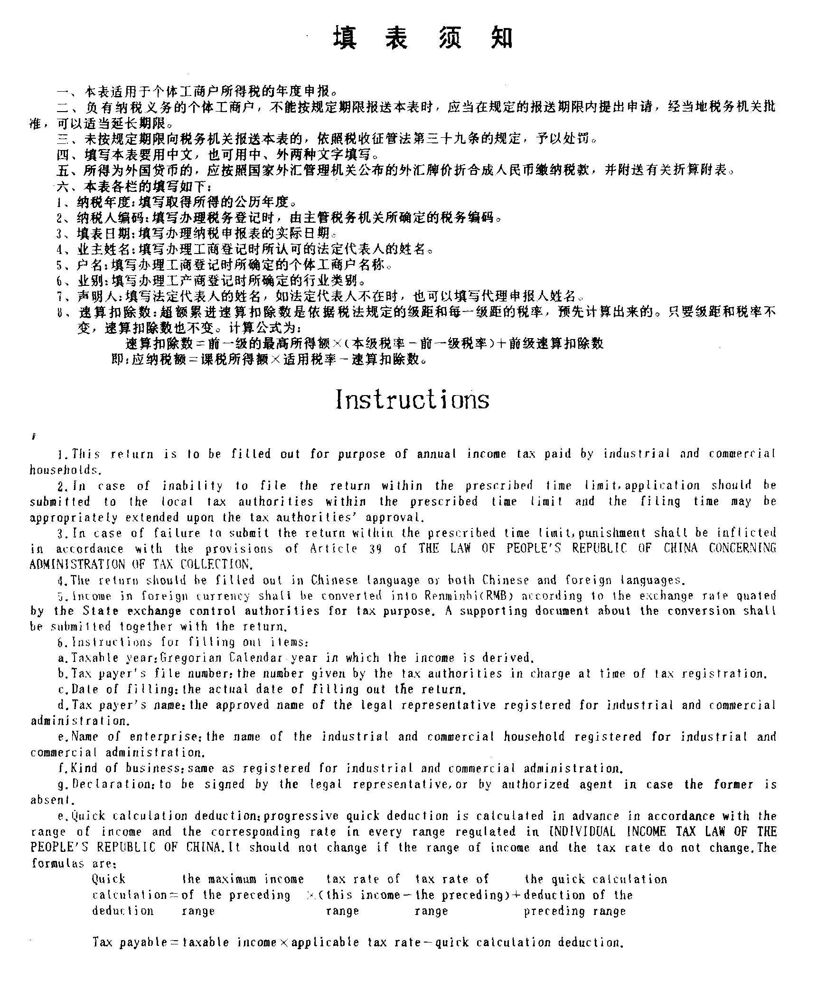 填表须知
一、本表适用于个体工商户所得税的年度申报。
二、负有纳税义务的个体工商户，不能按规定期限报送本表时，应当在规定的报送期限内提出申请，经当地税务机关批
准，可以适当延长期限。
三、未按规定期限向税务机关报送本表的，依照税收征管法第三十九条的规定，予以处罚。
四、填写本表要用中文，也可用中、外两种文字填写。
五、所得为外国货币的，应按照国家外汇管理机关公布的外汇牌价折合成人民币缴纳税款，并附送有关折算附表。
六、本表各栏的填写如下：
1、纳税年度：填写取得所得的公历年度。
2、纳税人编码：填写办理税务登记时，由主管税务机关所确定的税务编码。
3、填表日期：填写办理纳税申报表的实际日期。
4、业主姓名：填写办理工商登记时所认可的法定代表人的姓名。
5、户名：填写办理工商登记时所确定的个体工商户名称。
6、业别：填写办理工产商登记时所确定的行业类别。
7、声明人：填写法定代表人的姓名，如法定代表人不在时，也可以填写代理申报人姓名。
8、速算扣除数：超额累进速算扣除数是依据税法规定的级距和每一级距的税率，预先计算出来的。只要级距和税率不
变，速算扣除数也不变。计算公式为：
速算扣除数＝前一级的最高所得额×（本级税率－前一级税率）＋前级速算扣除数
即：应纳税额＝课税所得额×适用税率－速算扣除数。
Instructions
1.This return is to be filled out for purpose of annual income tax paid by industrial and commercial
households.
2.In case of inability to file the return within the prescribed time limit,application should be
submitted to the local tax authorities within the prescribed time limit and the filing time may be
appropriately extended upon the tax authorities' approval.
3.In case of failure to submit the return within the prescribed time limit,punishment shall be inflicted
in accordance with the provisions of Article 39 of THE LAW OF PEOPLE'S REPUBLIC OF CHINA CONCERNING
ADMINISTRATION OF TAX COLLECTION.
4.The return should be filled out in Chinese language or both Chinese and foreign languages.
5.Income in foreign currency shall be converted into Renminbi(RMB) according to the exchange rate quated
by the State exchange control authorities for tax purpose. A supporting document about the conversion shall
be submitted together with the return.
6.Instructions for filling out items:
a.Taxable year:Gregorian Calendar year in which the income is derived.
b.Tax payer's file number:the number given by the tax authorities in charge at time of tax registration.
c.Date of filling:the actual date of filling out the return.
d.Tax payer's name:the approved name of the legal representative registered for industrial and commercial
administration.
e.Name of enterprise:the name of the industrial and commercial household registered for industrial and
commercial administration.
f.Kind of business:same as registered for industrial and commercial administration.
g.Declaration:to be signed by the legal representative,or by authorized agent in case the former is
absent.
e.Quick calculation deduction:progressive quick deduction is calculated in advance in accordance with the
range of income and the corresponding rate in every range regulated in INDIVIDUAL INCOME TAX LAW OF THE
PEOPLE'S REPUBLIC OF CHINA.It should not change if the range of income and the tax rate do not change.The
formulas are:
Quick the maximum income tax rate of tax rate of the quick calculation
calculation=of the preceding ×(this income-the preceding)+deduction of the
deduction range range range preceding range
Tax payable=taxable income×applicable tax rate-quick calculation deduction.